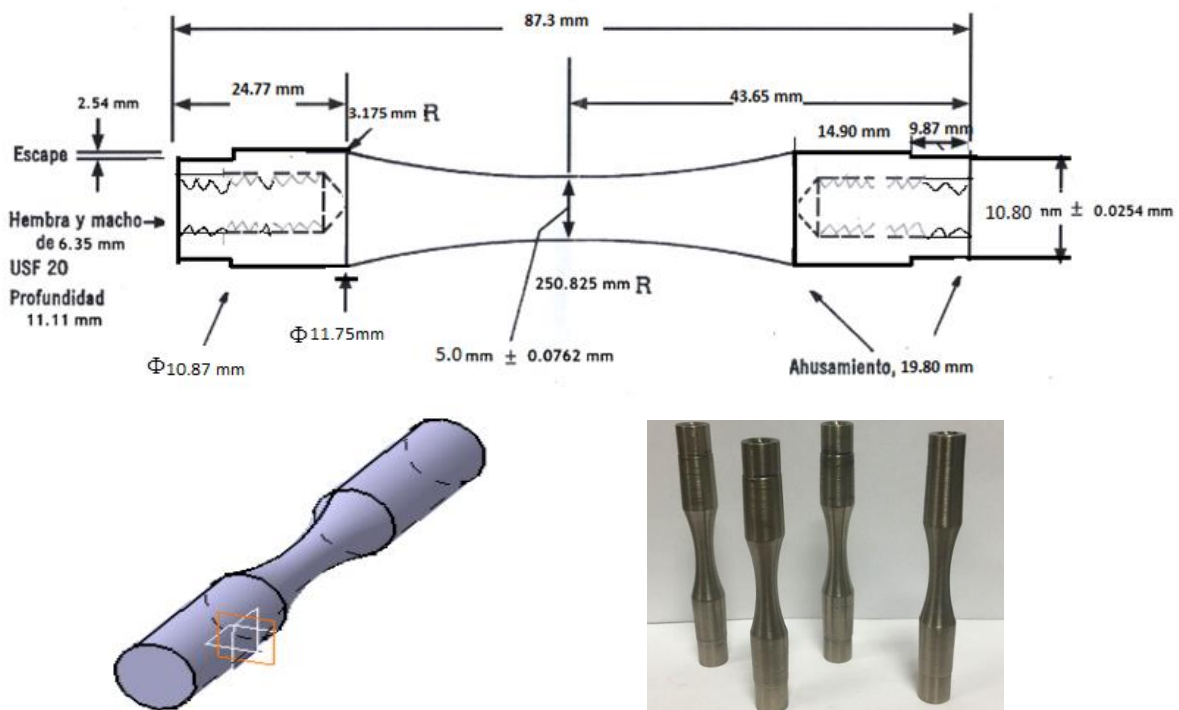 87.3 mm
24.77 mm
43.65 mm
2.54 mm
3.175 mm R
14.90 mm
9.87 mm
Escape
Hembra y macho
de 6.35 mm
USF 20
Profundidad
11.11 mm
10.80 nm ± 0.0254 mm
250.825 mm R
Φ11.75mm
5.0 mm ± 0.0762 mm
Φ10.87 mm
Ahusamiento, 19.80 mm